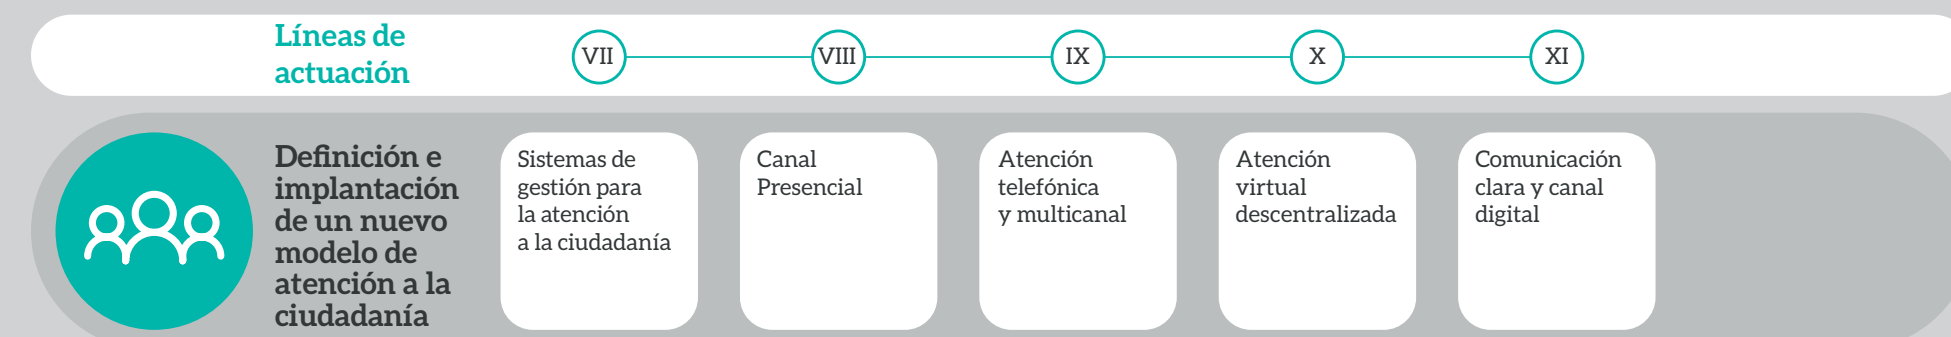 Líneas de
actuación
VII
VIII
IX
X
XI
Definición e
implantación
de un nuevo
modelo de
atención a la
ciudadanía
Sistemas de
gestión para
la atención
a la ciudadanía
Canal
Presencial
Atención
telefónica
y multicanal
Atención
virtual
descentralizada
Comunicación
clara y canal
digital